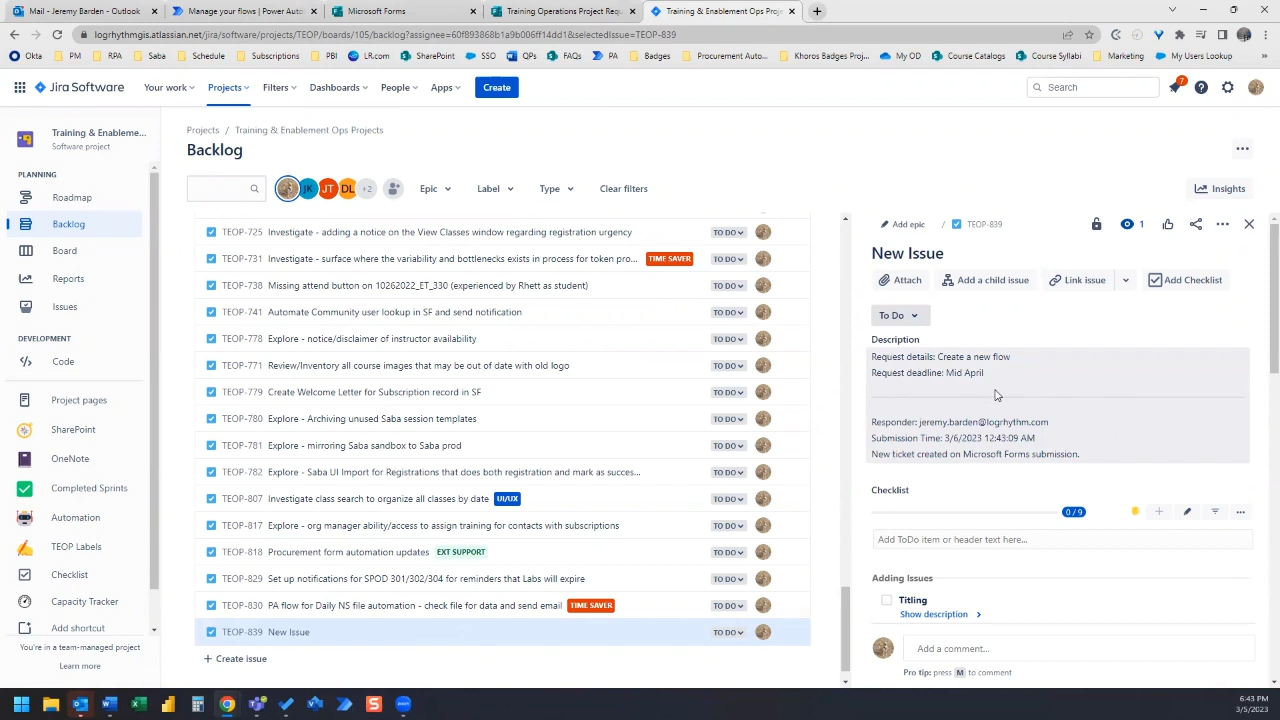 Mail - Jeremy Barden - Outlook
Manage your flows | Power Auto
Microsoft Forms
Training Operations Project Requ
Training & Enablement Ops Proj
logrhythmgis.atlassian.net/jira/software/projects/TEOP/boards/105/backlog?assignee=60f893868b1a9b006ff14dd1&selectedIssue=TEOP-839
Okta
RPA
Saba
Schedule
Subscriptions
PBI
LR.com
SharePoint
SSO
QTs
FAQs
PA
Badges
Procurement Auto...
Khoros Badges Proj...
Course Catalogs
Course Syllabi
Marketing
My Users Lookup
»
Jira Software
Your work
Projects
Filters
Dashboards
People
Apps
Create
Search
7
Training & Enableme...
Software project
PLANNING
Roadmap
Backlog
Board
Reports
Issues
DEVELOPMENT
Code
Project pages
SharePoint
OneNote
Completed Sprints
Automation
TEOP Labels
Checklist
Capacity Tracker
Add shortcut
You're in a team-managed project
Learn more
Projects / Training & Enablement Ops Projects
Backlog
JK
JT
DL
+2
Epic
Label
Type
Clear filters
Insights
TEOP-725 Investigate - adding a notice on the View Classes window regarding registration urgency TO DO
TEOP-731 Investigate - surface where the variability and bottlenecks exists in process for token pro... TIME SAVER TO DO
TEOP-738 Missing attend button on 10262022_ET_330 (experienced by Rhett as student) TO DO
TEOP-741 Automate Community user lookup in SF and send notification TO DO
TEOP-778 Explore - notice/disclaimer of instructor availability TO DO
TEOP-771 Review/Inventory all course images that may be out of date with old logo TO DO
TEOP-779 Create Welcome Letter for Subscription record in SF TO DO
TEOP-780 Explore - Archiving unused Saba session templates TO DO
TEOP-781 Explore - mirroring Saba sandbox to Saba prod TO DO
TEOP-782 Explore - Saba UI Import for Registrations that does both registration and mark as succes... TO DO
TEOP-807 Investigate class search to organize all classes by date UI/UX TO DO
TEOP-817 Explore - org manager ability/access to assign training for contacts with subscriptions TO DO
TEOP-818 Procurement form automation updates EXT SUPPORT TO DO
TEOP-829 Set up notifications for SPOD 301/302/304 for reminders that Labs will expire TO DO
TEOP-830 PA flow for Daily NS file automation - check file for data and send email TIME SAVER TO DO
TEOP-839 New Issue TO DO
+ Create issue
Add epic / TEOP-839
1
New Issue
Attach
Add a child issue
Link issue
Add Checklist
To Do
Description
Request details: Create a new flow
Request deadline: Mid April
Responder: jeremy.barden@logrhythm.com
Submission Time: 3/6/2023 12:43:09 AM
New ticket created on Microsoft Forms submission.
Checklist
0 / 9
Add ToDo item or header text here...
Adding Issues
Titling
Show description
Add a comment...
Pro tip: press M to comment
6:43 PM
3/5/2023